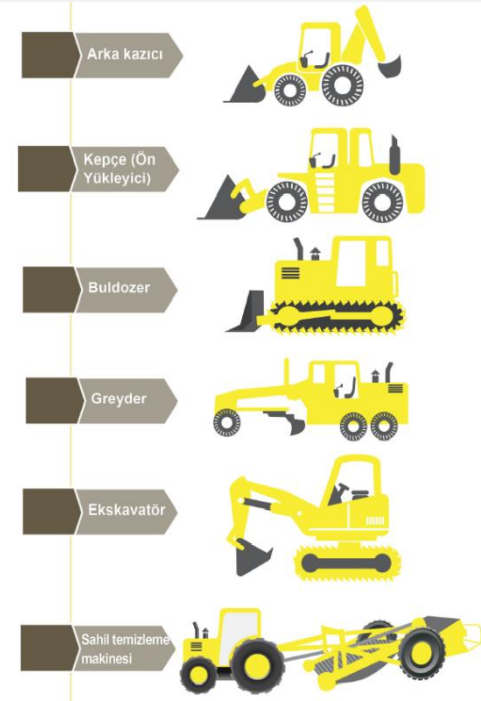 Arka kazıcı
Kepçe (Ön
Yükleyici)
Buldozer
Greyder
Ekskavatör
Sahil temizleme
makinesi